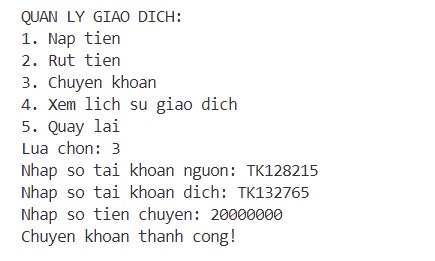 QUAN LY GIAO DICH:
1. Nap tien
2. Rut tien
3. Chuyen khoan
4. Xem lich su giao dich
5. Quay lai
Lua chon: 3
Nhap so tai khoan nguon: TK128215
Nhap so tai khoan dich: TK132765
Nhap so tien chuyen: 20000000
Chuyen khoan thanh cong!